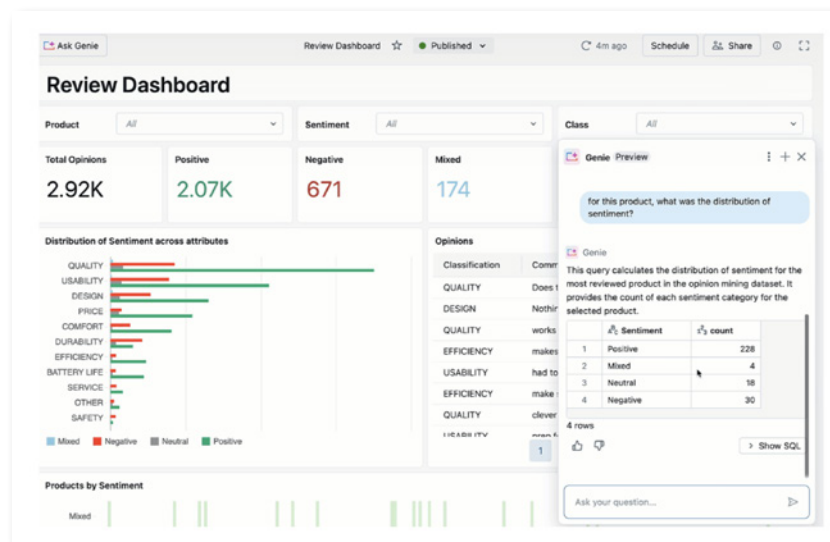 Ask Genie
Review Dashboard
Published
4m ago
Schedule
Share
Review Dashboard
Product
All
Sentiment
All
Class
All
Total Opinions
2.92K
Positive
2.07K
Negative
671
Mixed
174
Distribution of Sentiment across attributes
QUALITY
USABILITY
DESIGN
PRICE
COMFORT
DURABILITY
EFFICIENCY
BATTERY LIFE
SERVICE
OTHER
SAFETY
Mixed Negative Neutral Positive
Opinions
Classification Comm
QUALITY Does t
DESIGN Nothir
QUALITY works
EFFICIENCY makes
USABILITY had to
EFFICIENCY make
QUALITY clever
USABILITY
1
Genie Preview
for this product, what was the distribution of
sentiment?
Genie
This query calculates the distribution of sentiment for the
most reviewed product in the opinion mining dataset. It
provides the count of each sentiment category for the
selected product.
Sentiment count
1 Positive 228
2 Mixed 4
3 Neutral 18
4 Negative 30
4 rows
Show SQL
Ask your question...
Products by Sentiment
Mixed